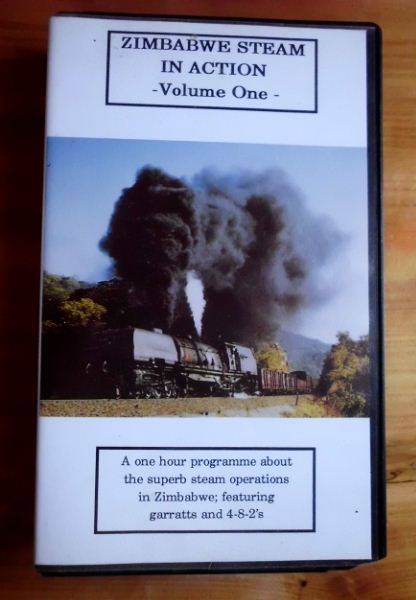 ZIMBABWE STEAM
IN ACTION
-Volume One -
A one hour programme about
the superb steam operations
in Zimbabwe; featuring
garratts and 4-8-2's